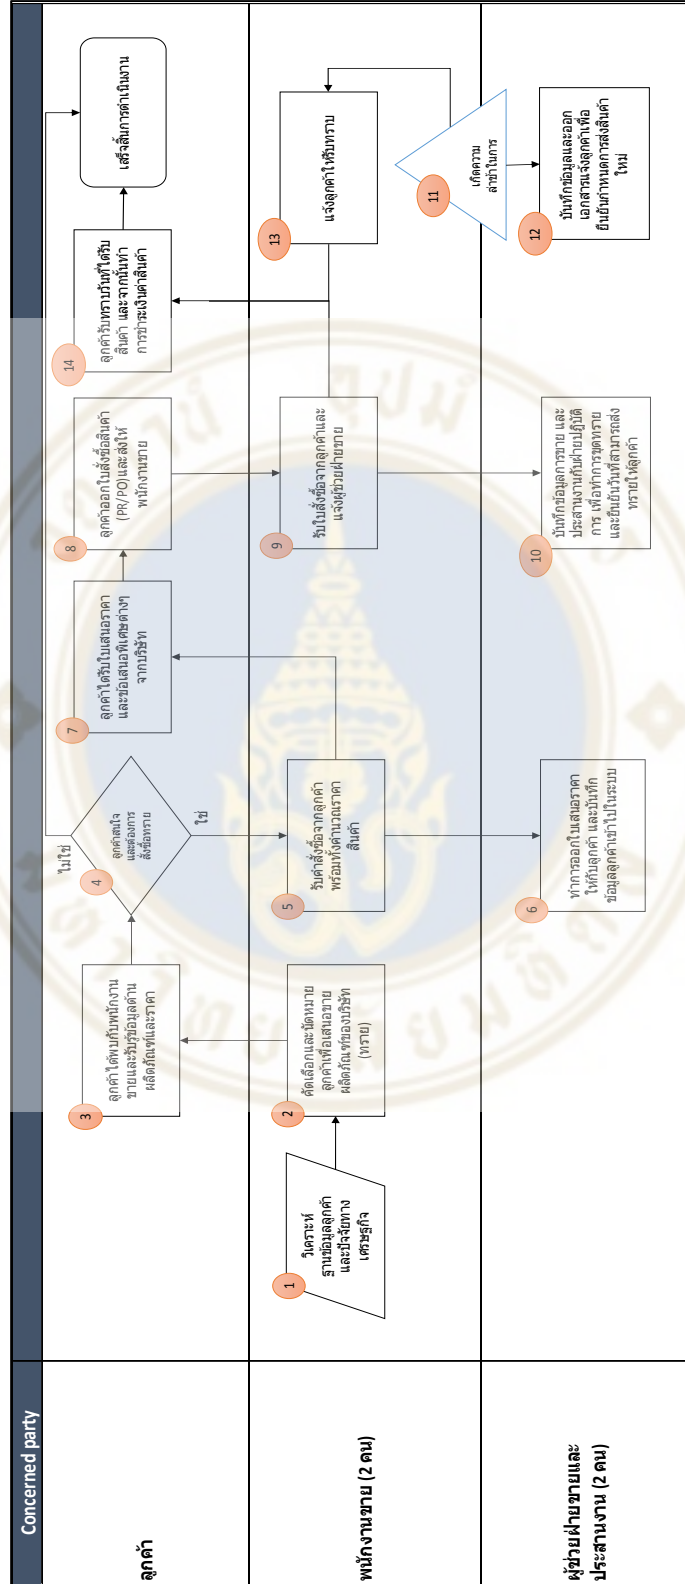 Concerned party
ลูกค้า
3
ลูกค้าได้พบกับพนักงาน
ขายและรับรู้ข้อมูลด้าน
ผลิตภัณฑ์และราคา
4
ลูกค้าสนใจ
และต้องการ
สั่งซื้อทราย
ไม่ใช่
ใช่
7
ลูกค้าได้รับใบเสนอราคา
และข้อเสนอพิเศษต่างๆ
จากบริษัท
8
ลูกค้าออกใบสั่งซื้อสินค้า
(PR/PO)และส่งให้
พนักงานขาย
14
ลูกค้ารับทราบวันที่ได้รับ
สินค้า และจากนั้นทำ
การชำระเงินค่าสินค้า
เสร็จสิ้นการดำเนินงาน
พนักงานขาย (2 คน)
1
วิเคราะห์
ฐานข้อมูลลูกค้า
และปัจจัยทาง
เศรษฐกิจ
2
คัดเลือกและนัดหมาย
ลูกค้าเพื่อเสนอขาย
ผลิตภัณฑ์ของบริษัท
(ทราย)
5
รับคำสั่งซื้อจากลูกค้า
พร้อมทั้งคำนวณราคา
สินค้า
9
รับใบสั่งซื้อจากลูกค้าและ
แจ้งผู้ช่วยฝ่ายขาย
13
แจ้งลูกค้าให้รับทราบ
11
เกิดความ
ล่าช้าในการ
ผู้ช่วยฝ่ายขายและ
ประสานงาน (2 คน)
6
ทำการออกใบเสนอราคา
ให้กับลูกค้า และบันทึก
ข้อมูลลูกค้าเข้าไปในระบบ
10
บันทึกข้อมูลการขาย และ
ประสานงานกับฝ่ายปฏิบัติ
การ เพื่อทำการขุดทราย
และยืนยันวันที่สามารถส่ง
ทรายให้ลูกค้า
12
บันทึกข้อมูลและออก
เอกสารแจ้งลูกค้าเพื่อ
ยืนยันกำหนดการส่งสินค้า
ใหม่